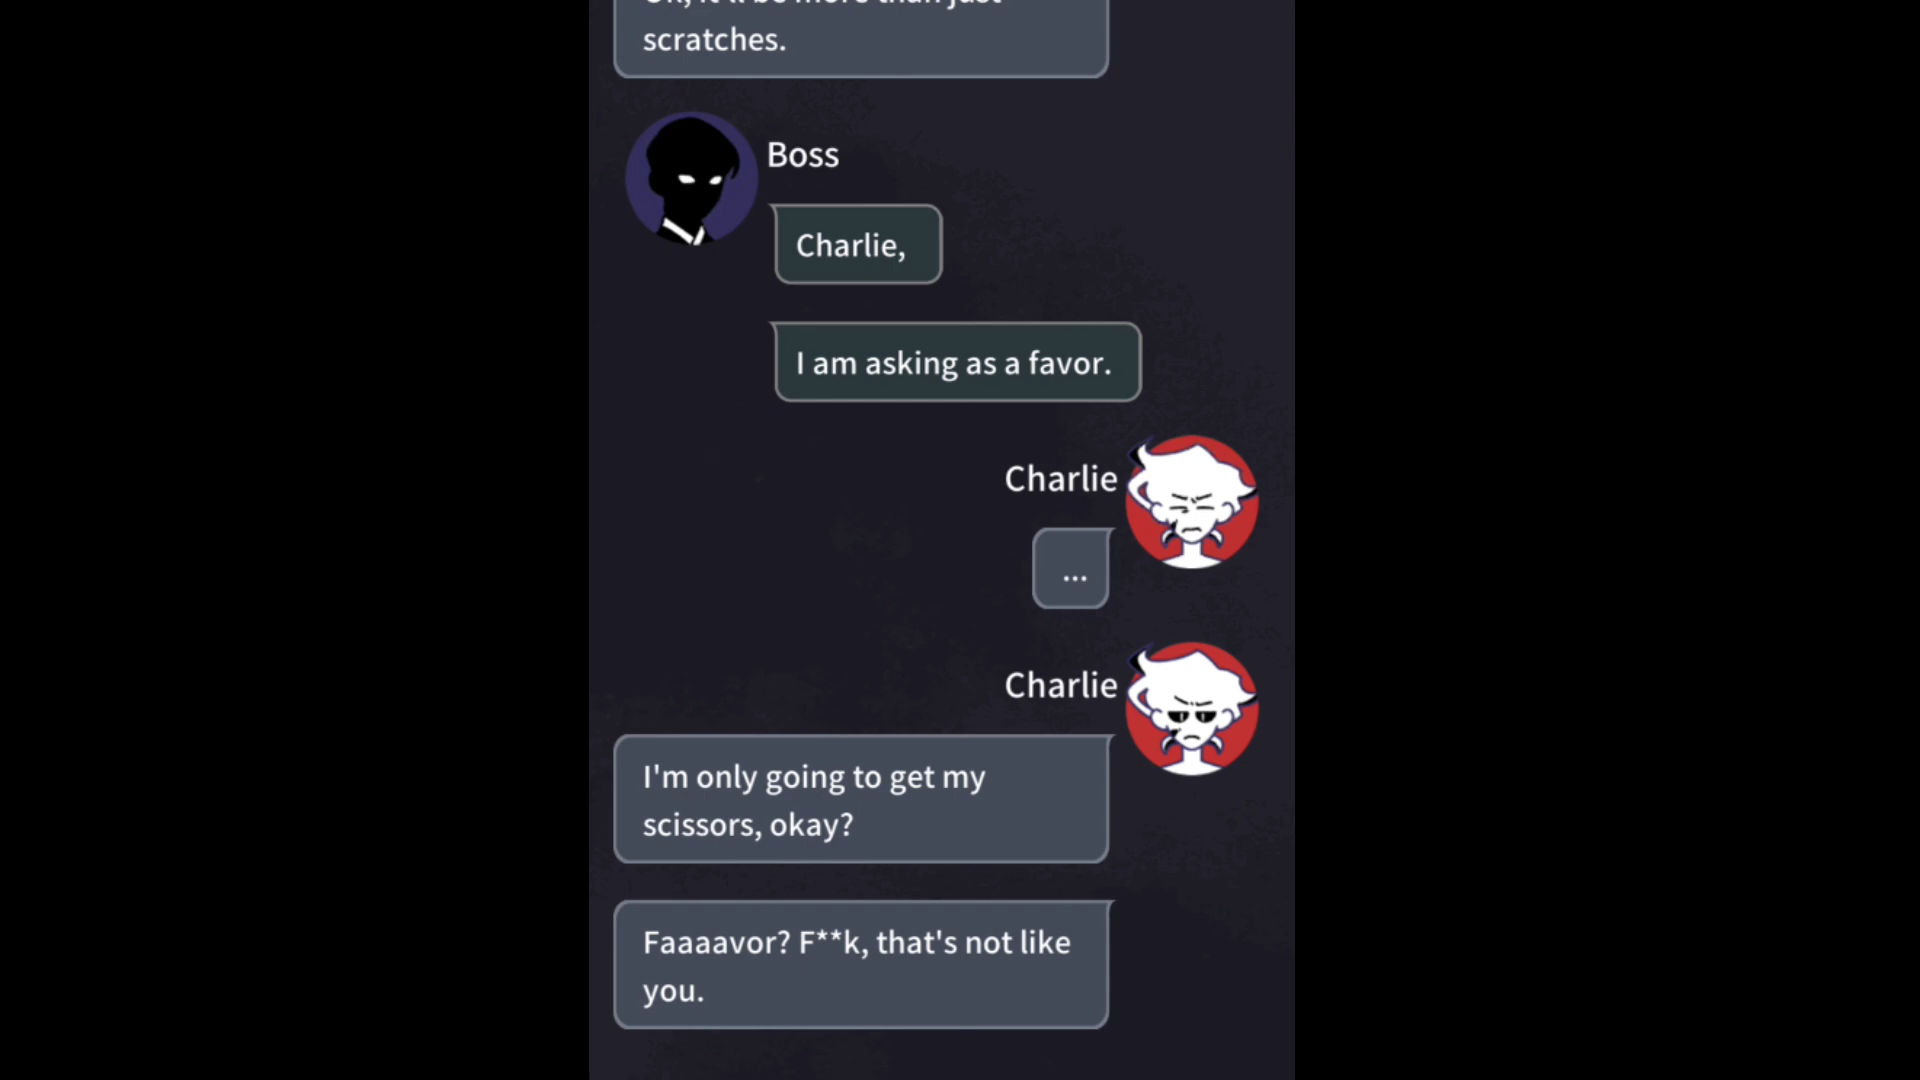 scratches.
Boss
Charlie,
I am asking as a favor.
Charlie
...
Charlie
I'm only going to get my
scissors, okay?
Faaaavor? F**k, that's not like
you.